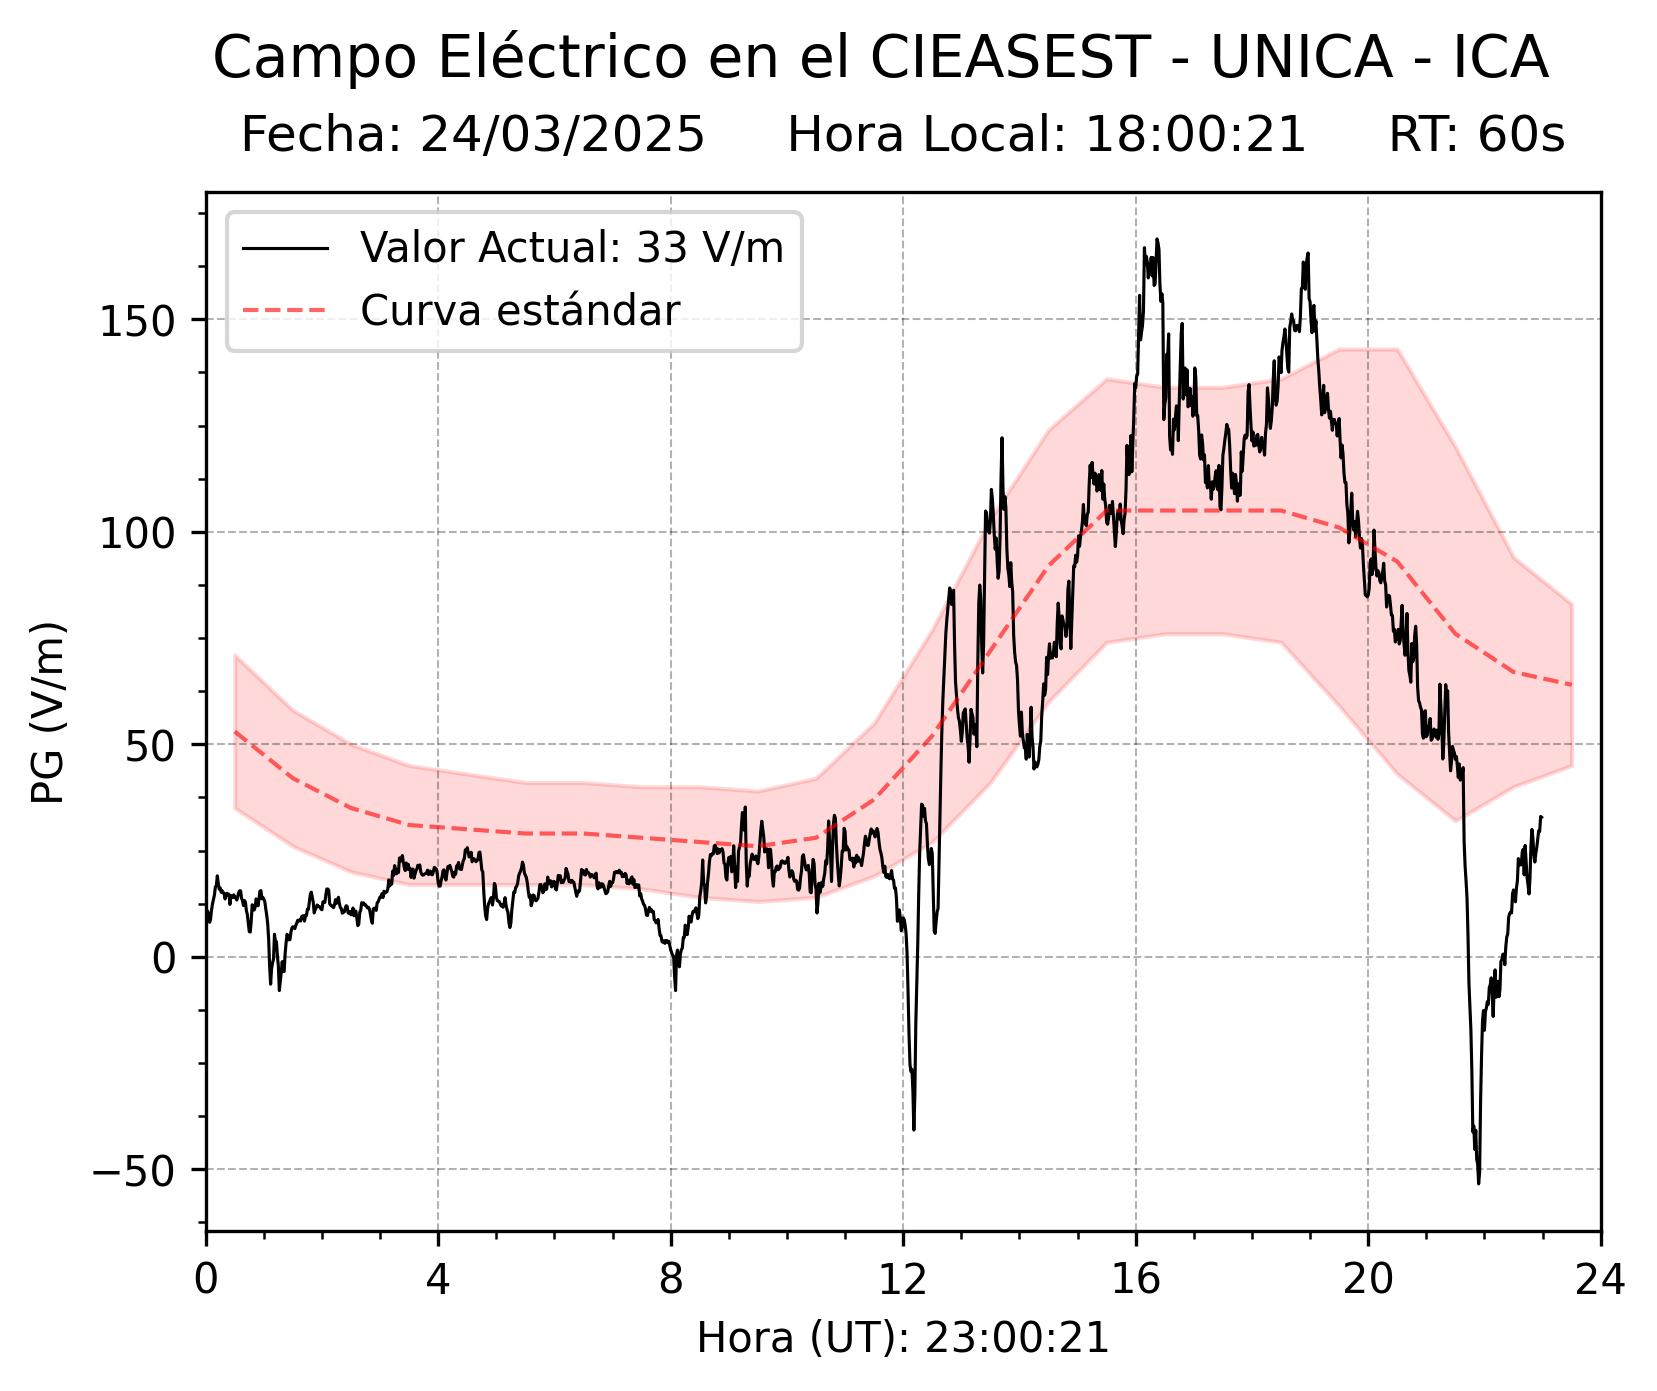 Campo Eléctrico en el CIEASEST - UNICA - ICA
Fecha: 24/03/2025 Hora Local: 18:00:21 RT: 60s
Valor Actual: 33 V/m
Curva estándar
PG (V/m)
150
100
50
0
−50
0 4 8 12 16 20 24
Hora (UT): 23:00:21